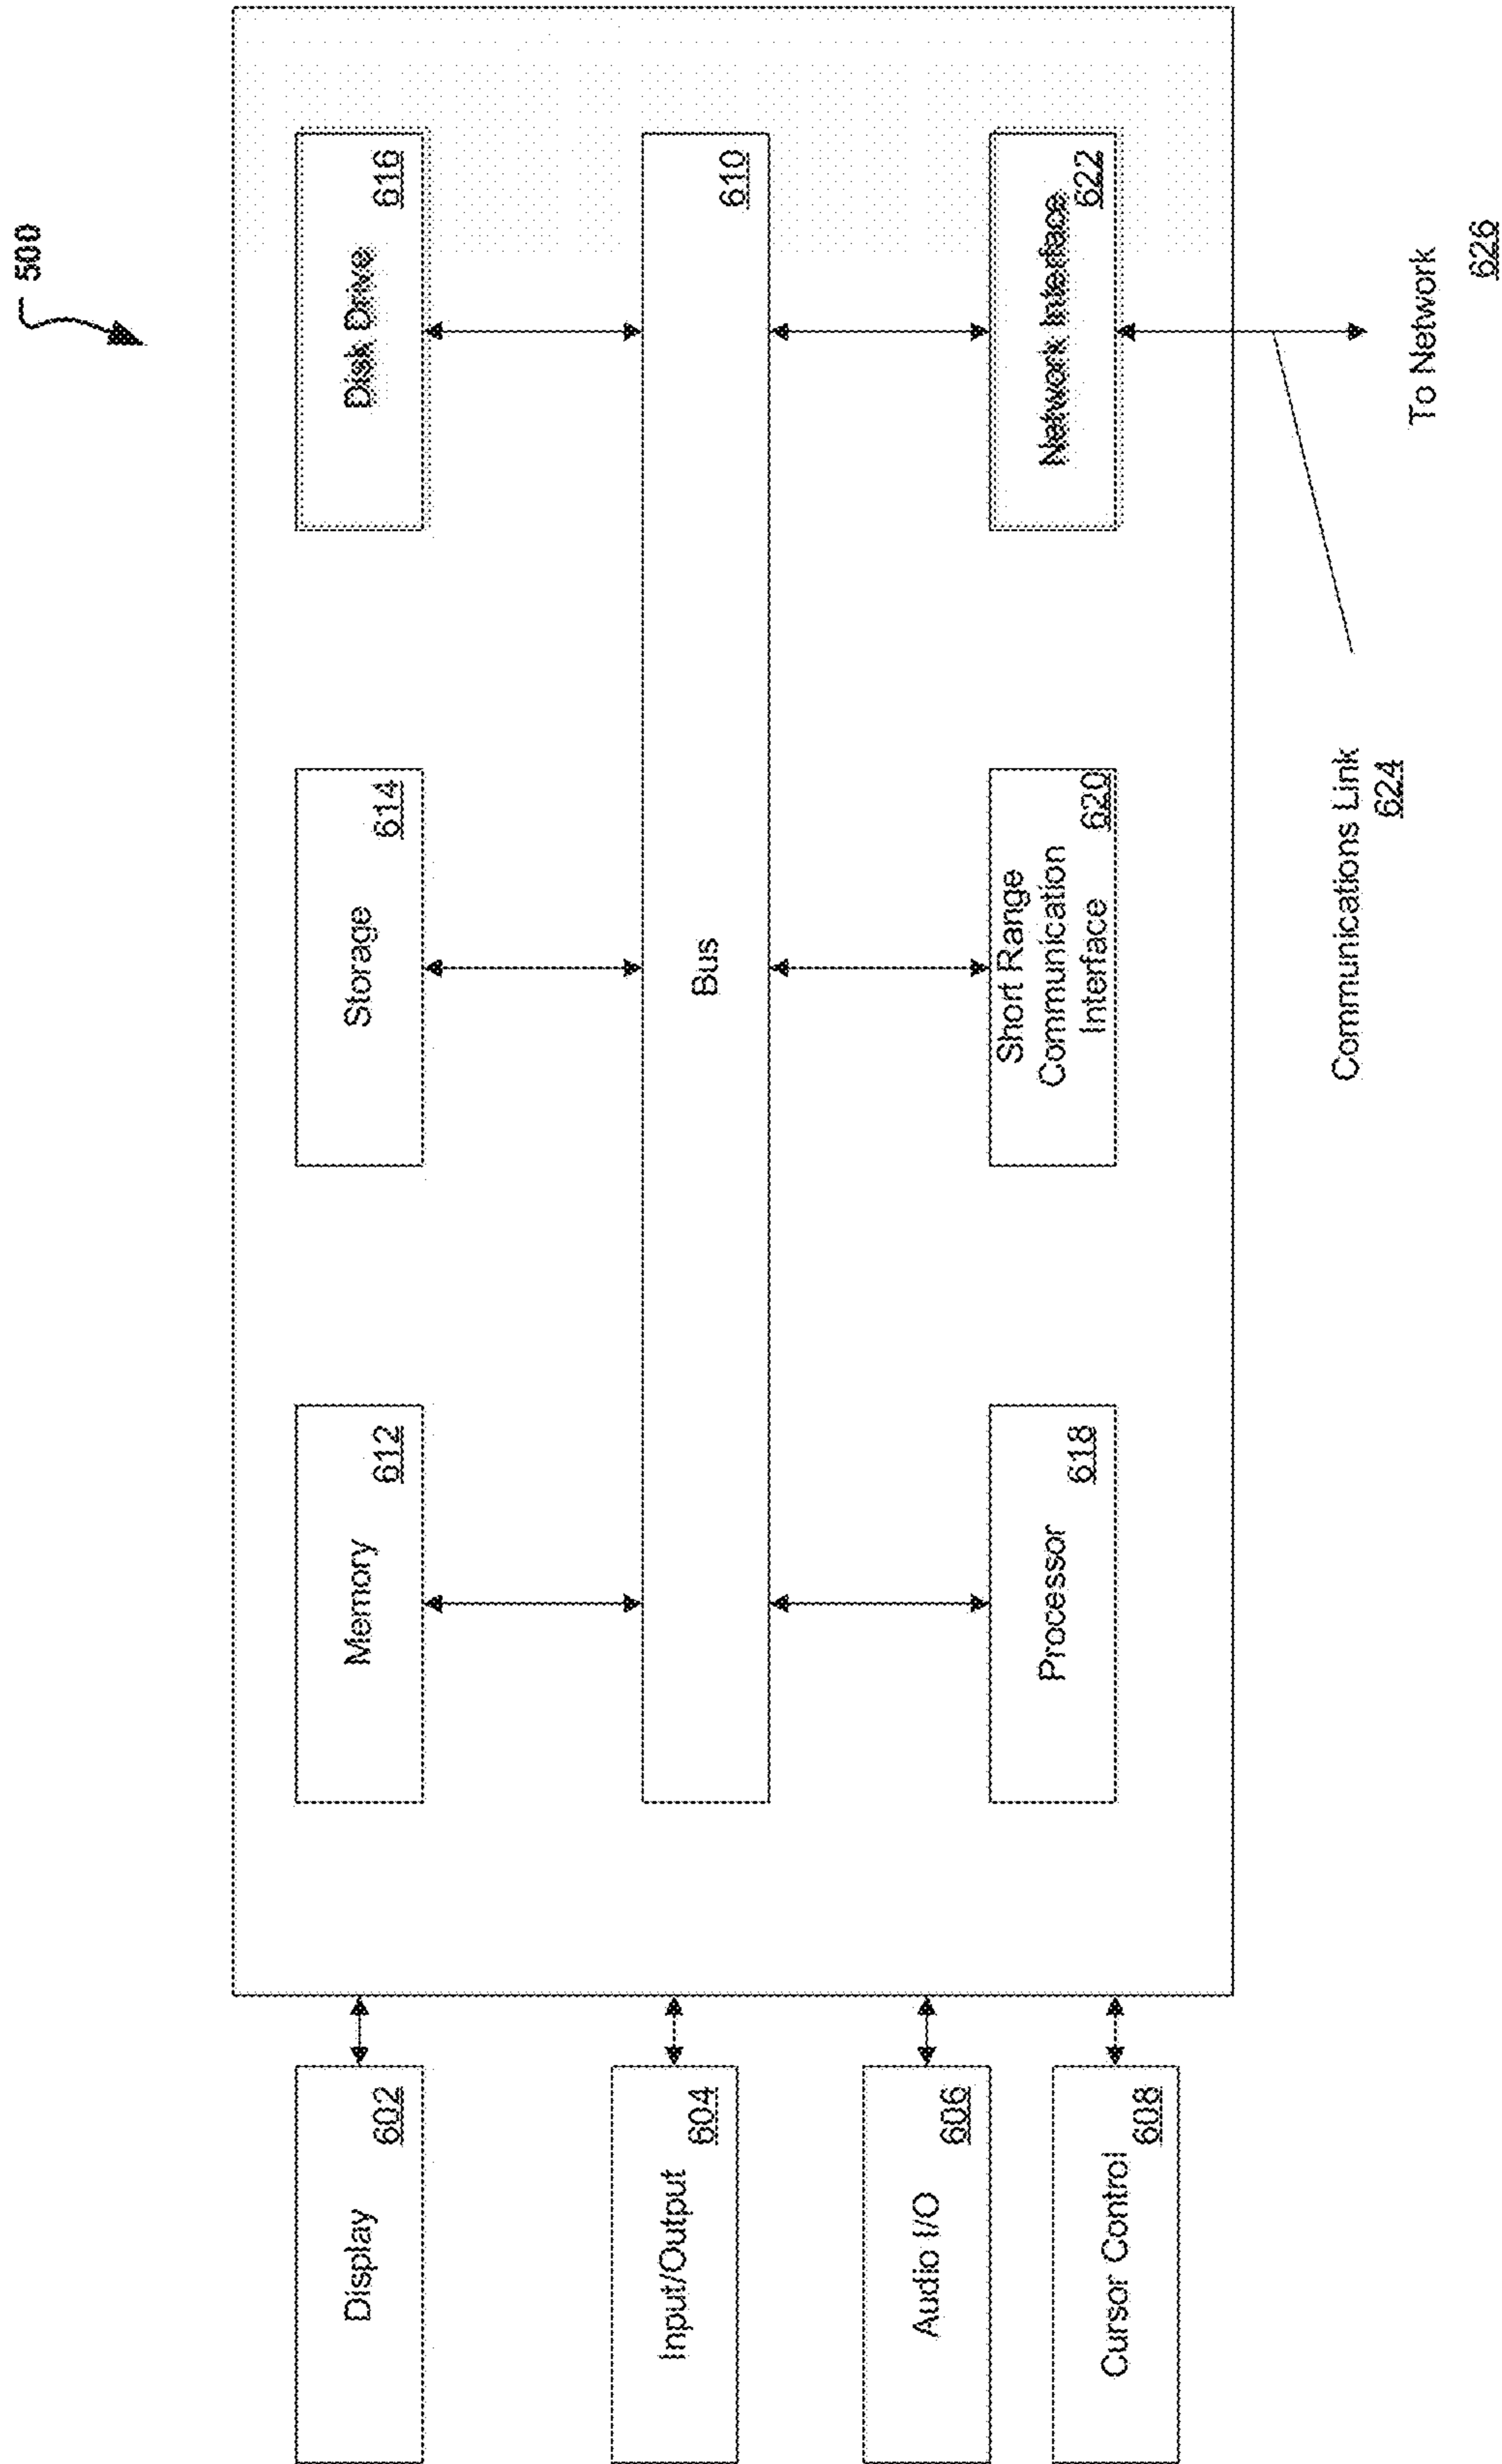 500
Display
602
Input/Output
604
Audio I/O
606
Cursor Control
608
Memory
612
Storage
614
Disk Drive
616
Bus
610
Processor
618
Short Range
Communication
Interface
620
Network Interface
622
Communications Link
624
To Network
626